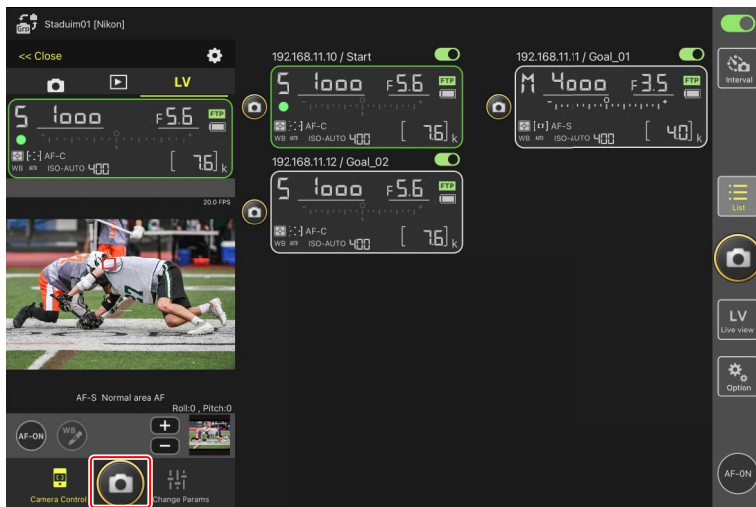 Grp Staduim01 [Nikon]
<< Close
LV
S 1000 F5.6 FTP
AF-C
WB ISO-AUTO 400 [ 7.6] k
20.0 FPS
77
AF-S Normal area AF
Roll:0 , Pitch:0
AF-ON WB
Camera Control Change Params
192.168.11.10 / Start
S 1000 F5.6 FTP
AF-C
WB ISO-AUTO 400 [ 7.6] k
192.168.11.11 / Goal_01
M 4000 F3.5 FTP
AF-S
WB ISO-AUTO 400 [ 4.0] k
192.168.11.12 / Goal_02
S 1000 F5.6 FTP
AF-C
WB ISO-AUTO 400 [ 7.6] k
Interval
List
LV
Live view
Option
AF-ON